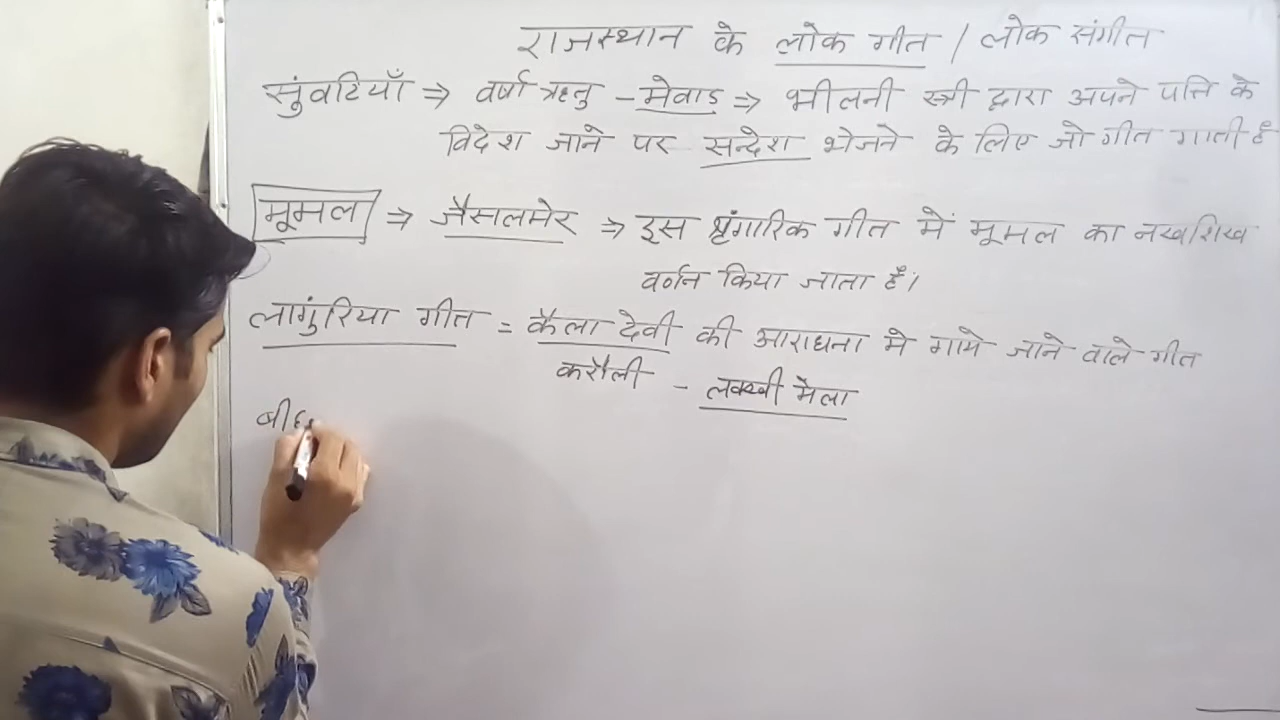 राजस्थान के लोक गीत / लोक संगीत
सुंवटियाँ ⇒ वर्षा ऋतु - मेवाड ⇒ भीलनी स्त्री द्वारा अपने पति के
विदेश जाने पर सन्देश भेजने के लिए जो गीत गाती है
मूमल ⇒ जैसलमेर ⇒ इस श्रृंगारिक गीत में मूमल का नखशिख
वर्णन किया जाता है।
लागुंरिया गीत = कैला देवी की आराधना मे गाये जाने वाले गीत
करौली - लक्खी मेला